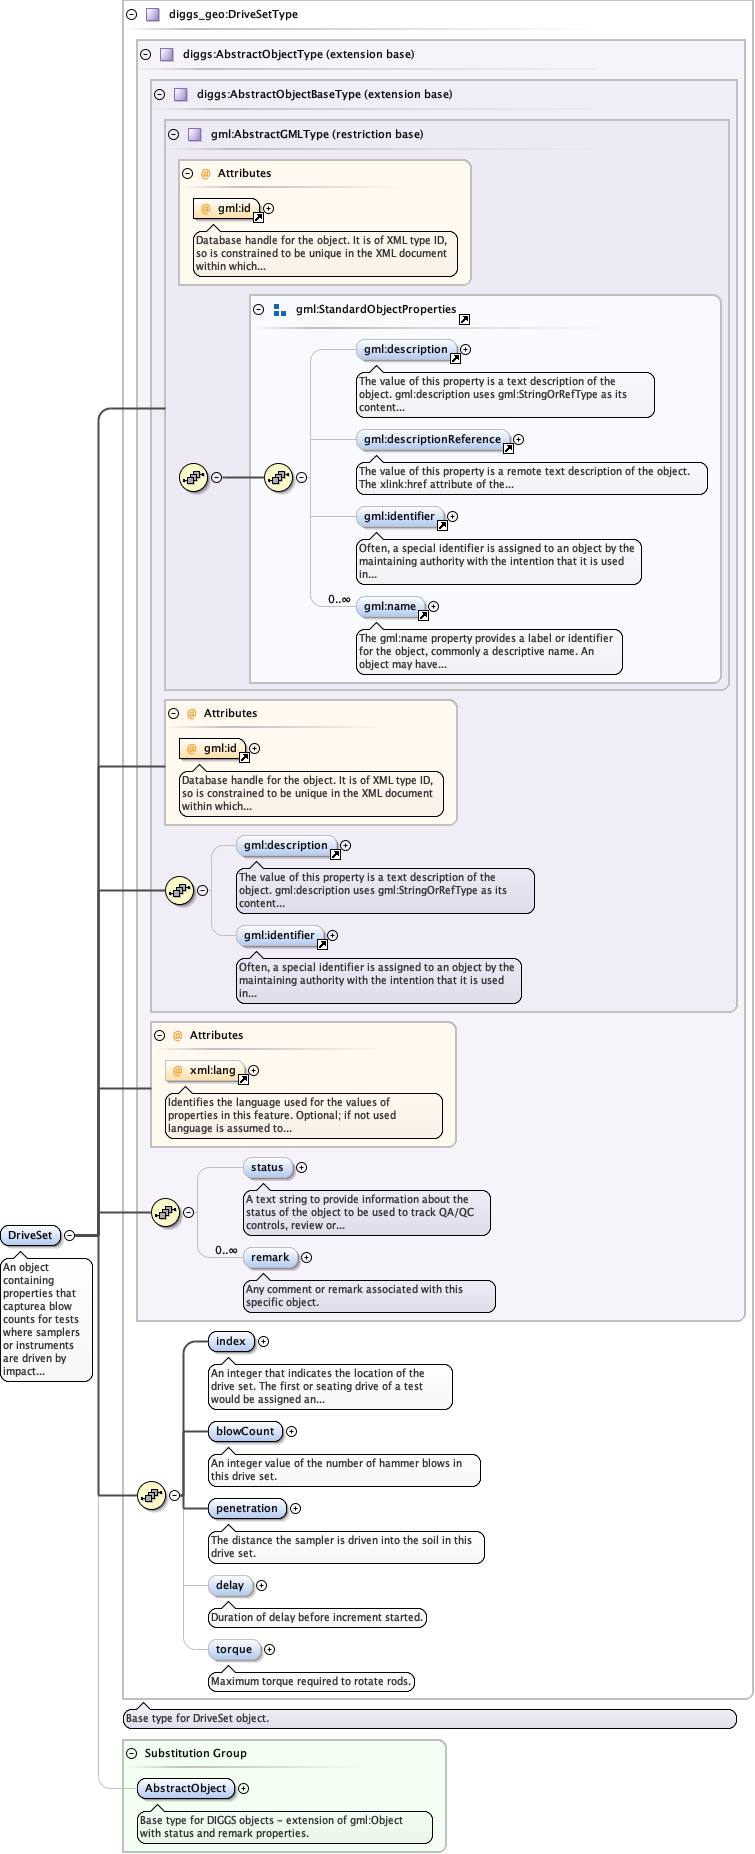 diggs_geo:DriveSetType
diggs:AbstractObjectType (extension base)
diggs:AbstractObjectBaseType (extension base)
gml:AbstractGMLType (restriction base)
@ Attributes
@ gml:id
Database handle for the object. It is of XML type ID,
so is constrained to be unique in the XML document
within which...
gml:StandardObjectProperties
gml:description
The value of this property is a text description of the
object. gml:description uses gml:StringOrRefType as its
content...
gml:descriptionReference
The value of this property is a remote text description of the object.
The xlink:href attribute of the...
gml:identifier
Often, a special identifier is assigned to an object by the
maintaining authority with the intention that it is used
in...
0..∞
gml:name
The gml:name property provides a label or identifier
for the object, commonly a descriptive name. An
object may have...
@ Attributes
@ gml:id
Database handle for the object. It is of XML type ID,
so is constrained to be unique in the XML document
within which...
gml:description
The value of this property is a text description of the
object. gml:description uses gml:StringOrRefType as its
content...
gml:identifier
Often, a special identifier is assigned to an object by the
maintaining authority with the intention that it is used
in...
@ Attributes
@ xml:lang
Identifies the language used for the values of
properties in this feature. Optional; if not used
language is assumed to...
status
A text string to provide information about the
status of the object to be used to track QA/QC
controls, review or...
0..∞
remark
Any comment or remark associated with this
specific object.
DriveSet
An object
containing
properties that
capturea blow
counts for tests
where samplers
or instruments
are driven by
impact...
index
An integer that indicates the location of the
drive set. The first or seating drive of a test
would be assigned an...
blowCount
An integer value of the number of hammer blows in
this drive set.
penetration
The distance the sampler is driven into the soil in this
drive set.
delay
Duration of delay before increment started.
torque
Maximum torque required to rotate rods.
Base type for DriveSet object.
Substitution Group
AbstractObject
Base type for DIGGS objects - extension of gml:Object
with status and remark properties.